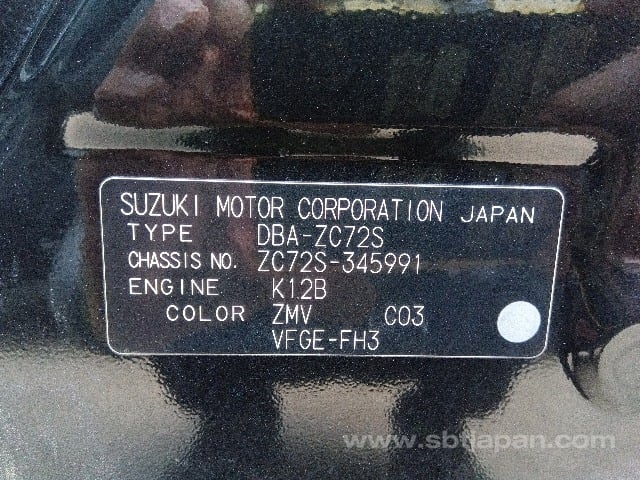 SUZUKI MOTOR CORPORATION JAPAN
TYPE DBA-ZC72S
CHASSIS NO. ZC72S-345991
ENGINE K12B
COLOR ZMV C03
VFGE-FH3
www.sbtjapan.com